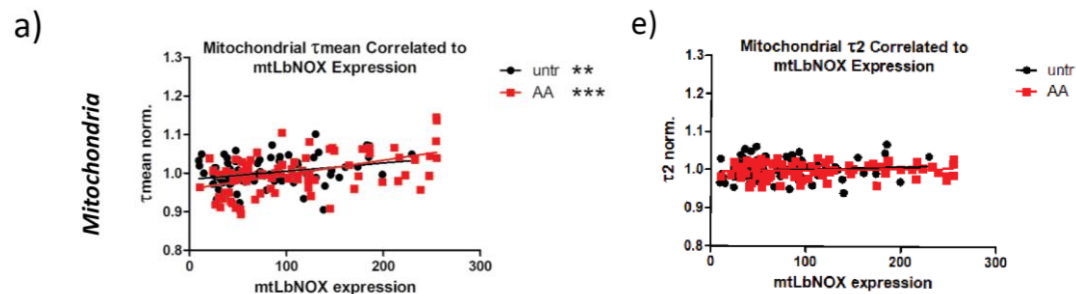 a)
Mitochondria
Mitochondrial τmean Correlated to
mtLbNOX Expression
untr **
AA ***
τmean norm.
1.3
1.2
1.1
1.0
0.9
0.8
0
100
200
300
mtLbNOX expression
e)
Mitochondrial τ2 Correlated to
mtLbNOX Expression
untr
AA
τ2 norm.
1.3
1.2
1.1
1.0
0.9
0.8
0
100
200
300
mtLbNOX expression